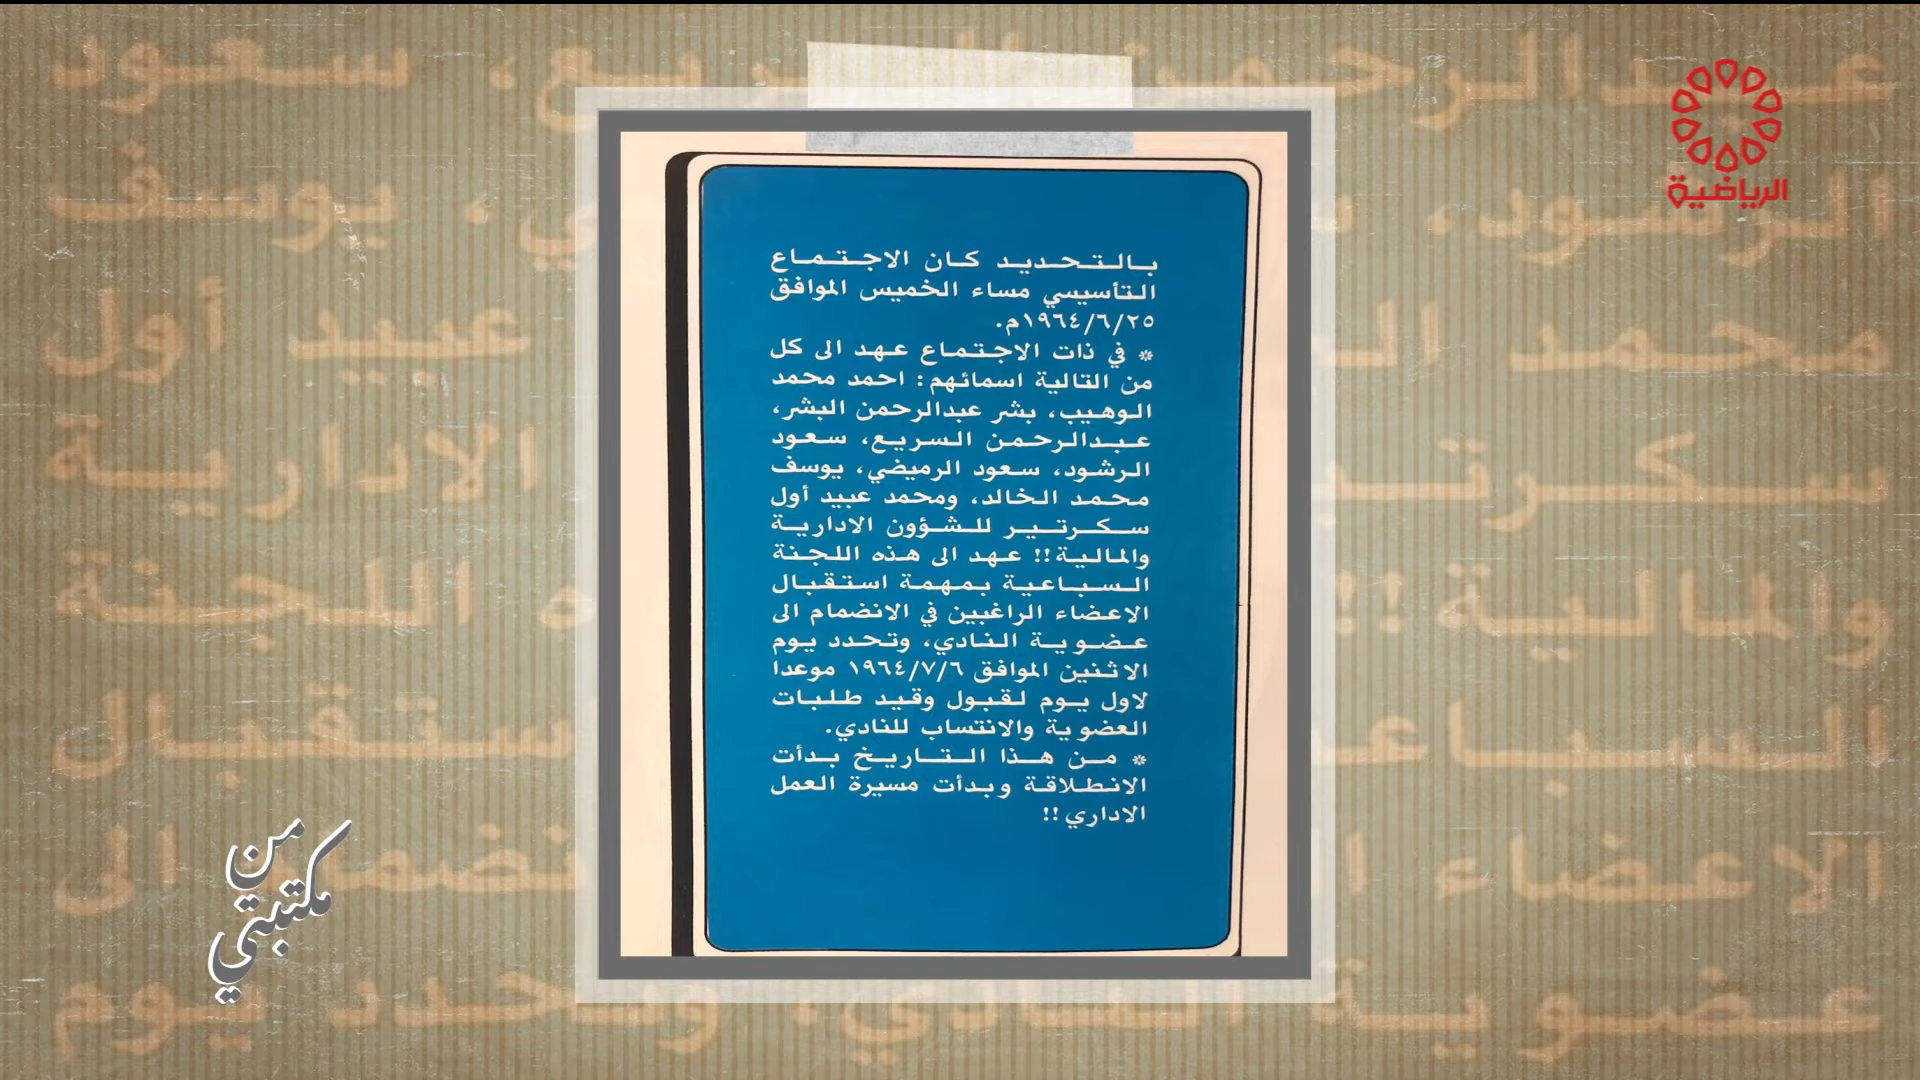 الرياضية
بالتحديد كان الاجتماع
التأسيسي مساء الخميس الموافق
١٩٦٤/٦/٢٥م.
* في ذات الاجتماع عهد الى كل
من التالية اسمائهم: احمد محمد
الوهيب، بشر عبدالرحمن البشر،
عبدالرحمن السريع، سعود
الرشود، سعود الرميضي، يوسف
محمد الخالد، ومحمد عبيد أول
سكرتير للشؤون الادارية
والمالية!! عهد الى هذه اللجنة
السباعية بمهمة استقبال
الاعضاء الراغبين في الانضمام الى
عضوية النادي، وتحدد يوم
الاثنين الموافق ١٩٦٤/٧/٦ موعدا
لاول يوم لقبول وقيد طلبات
العضوية والانتساب للنادي.
* من هذا التاريخ بدأت
الانطلاقة وبدأت مسيرة العمل
الاداري!!
من
مكتبتي